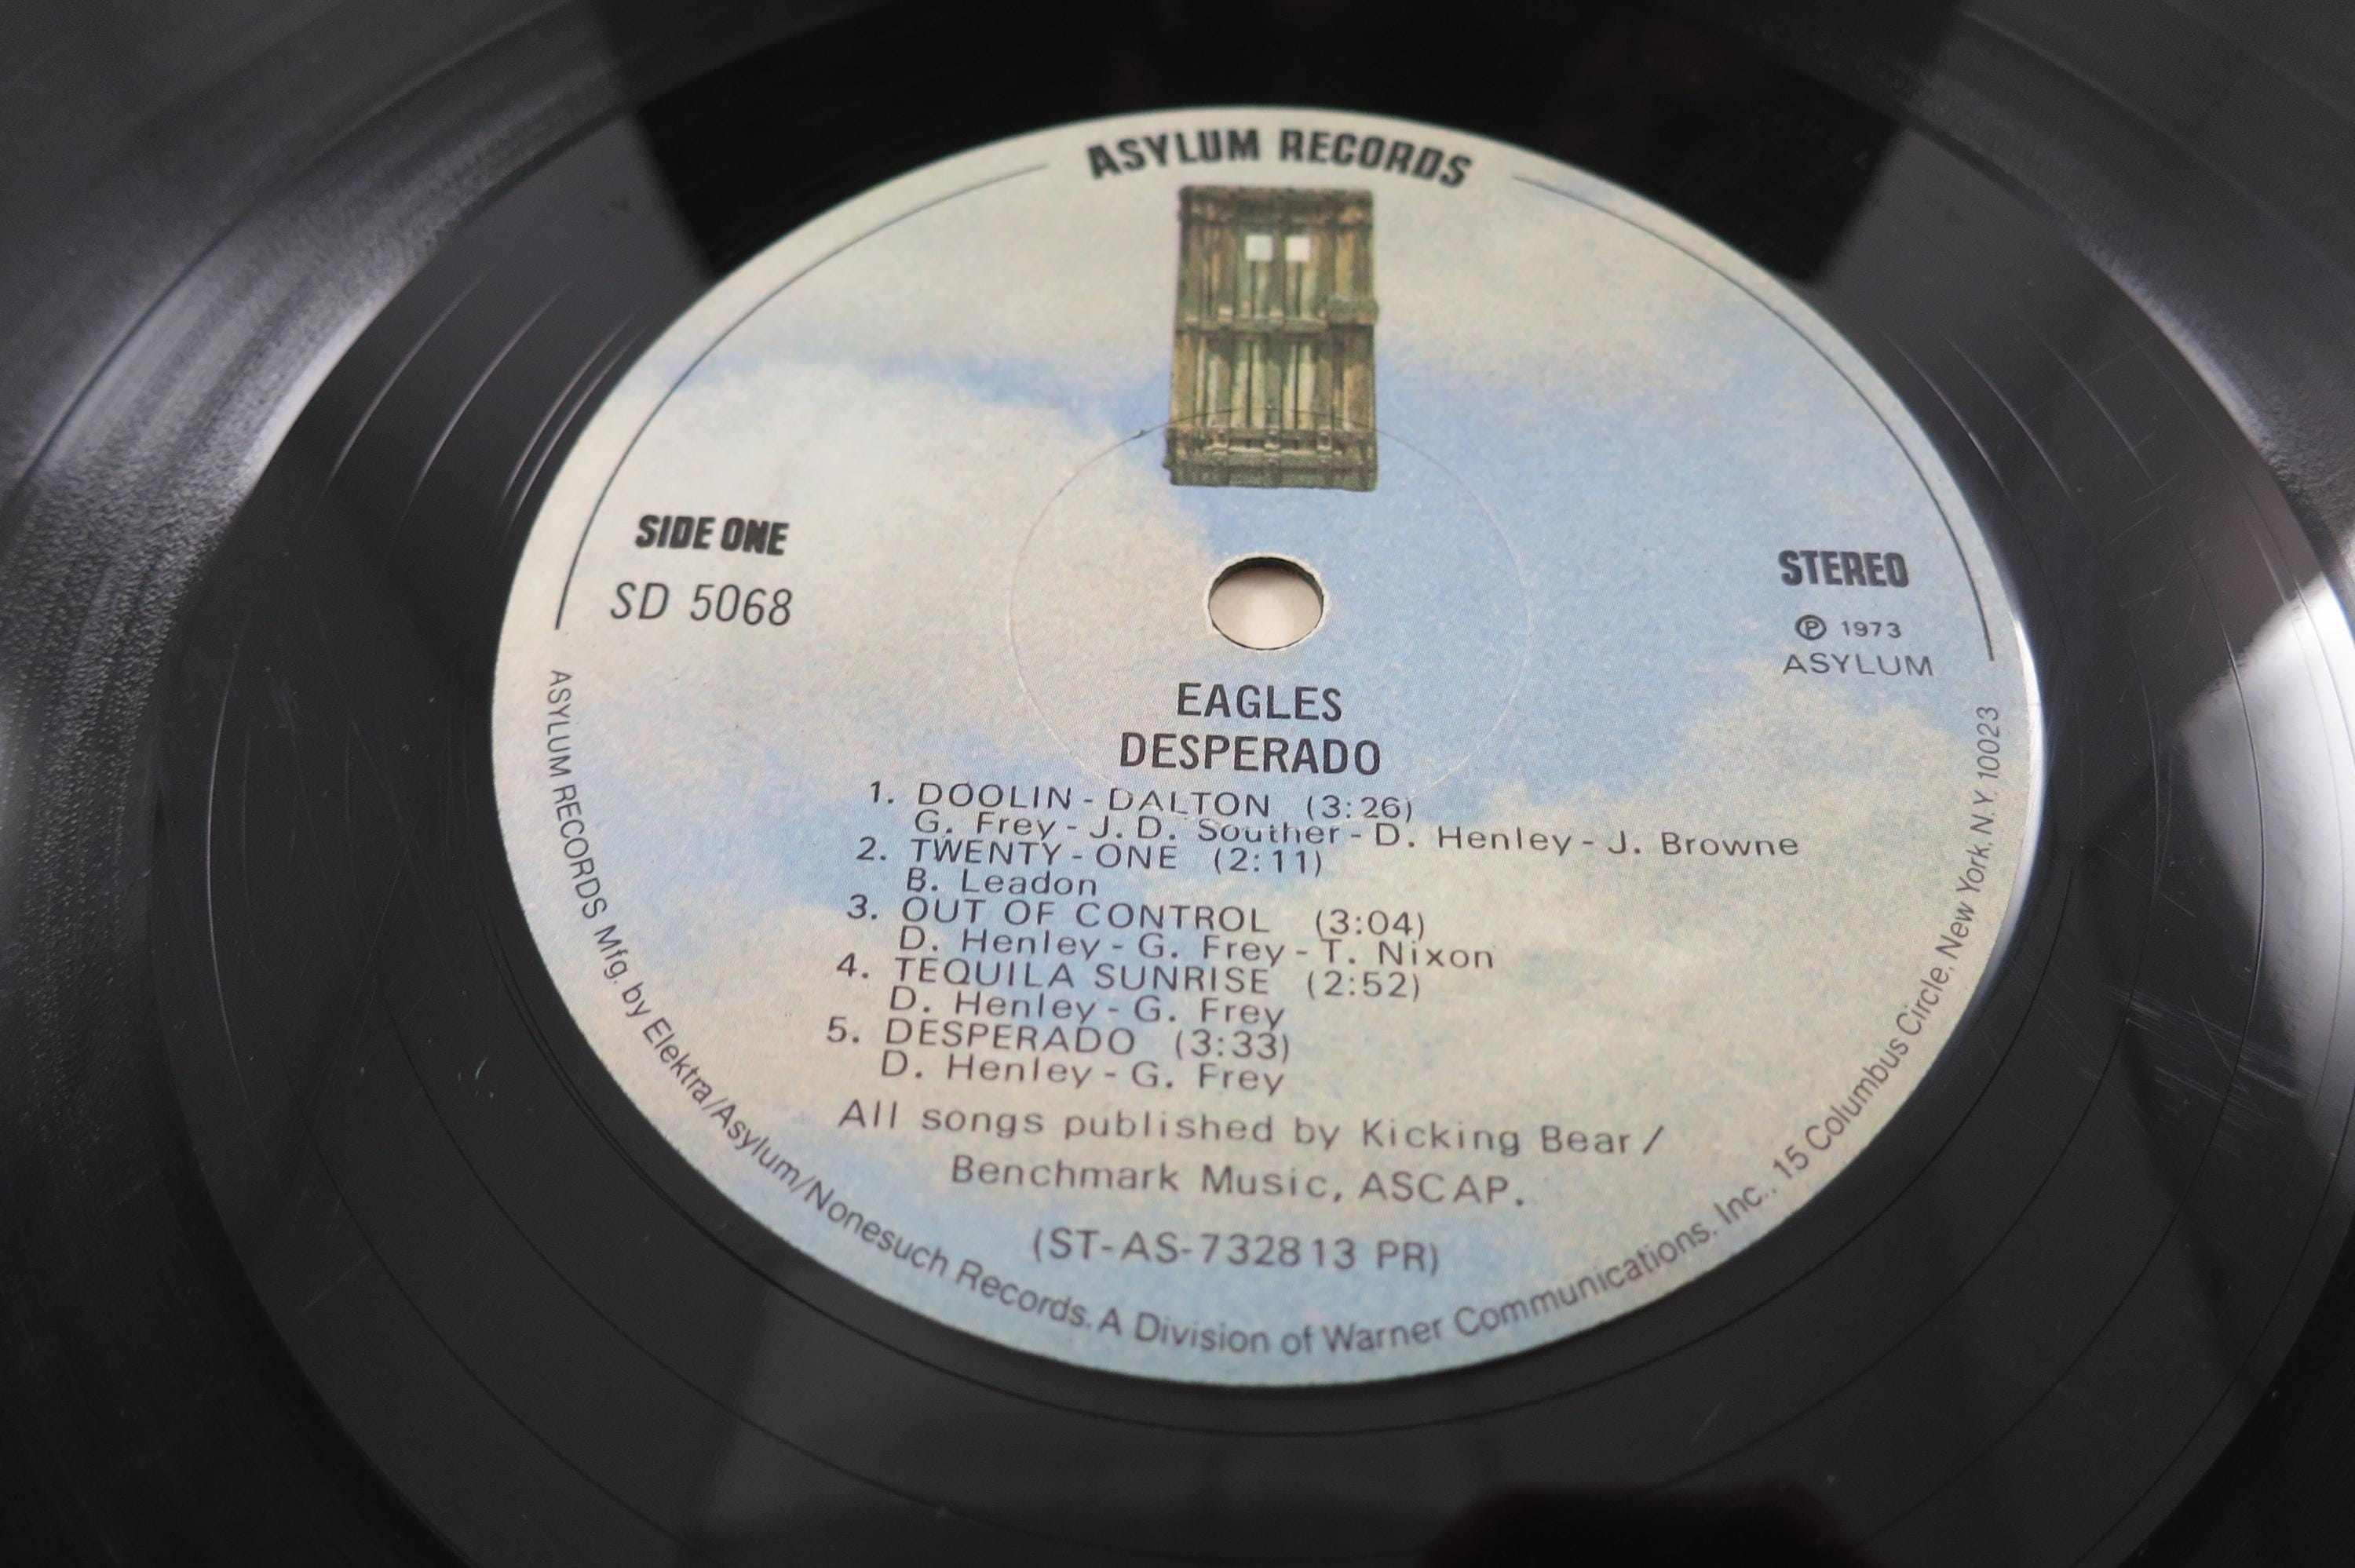 ASYLUM RECORDS
SIDE ONE
SD 5068
STEREO
Ⓟ 1973
ASYLUM
EAGLES
DESPERADO
1. DOOLIN-DALTON (3:26)
G. Frey-J. D. Souther-D. Henley-J. Browne
2. TWENTY-ONE (2:11)
B. Leadon
3. OUT OF CONTROL (3:04)
D. Henley-G. Frey-T. Nixon
4. TEQUILA SUNRISE (2:52)
D. Henley-G. Frey
5. DESPERADO (3:33)
D. Henley-G. Frey
All songs published by Kicking Bear/
Benchmark Music, ASCAP.
(ST-AS-732813 PR)
ASYLUM RECORDS Mfg. by Elektra/Asylum/Nonesuch Records. A Division of Warner Communications. Inc., 15 Columbus Circle, New York, N.Y. 10023